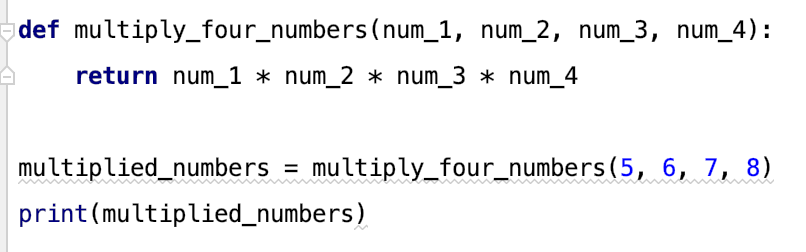 def multiply_four_numbers(num_1, num_2, num_3, num_4):
    return num_1 * num_2 * num_3 * num_4
multiplied_numbers = multiply_four_numbers(5, 6, 7, 8)
print(multiplied_numbers)